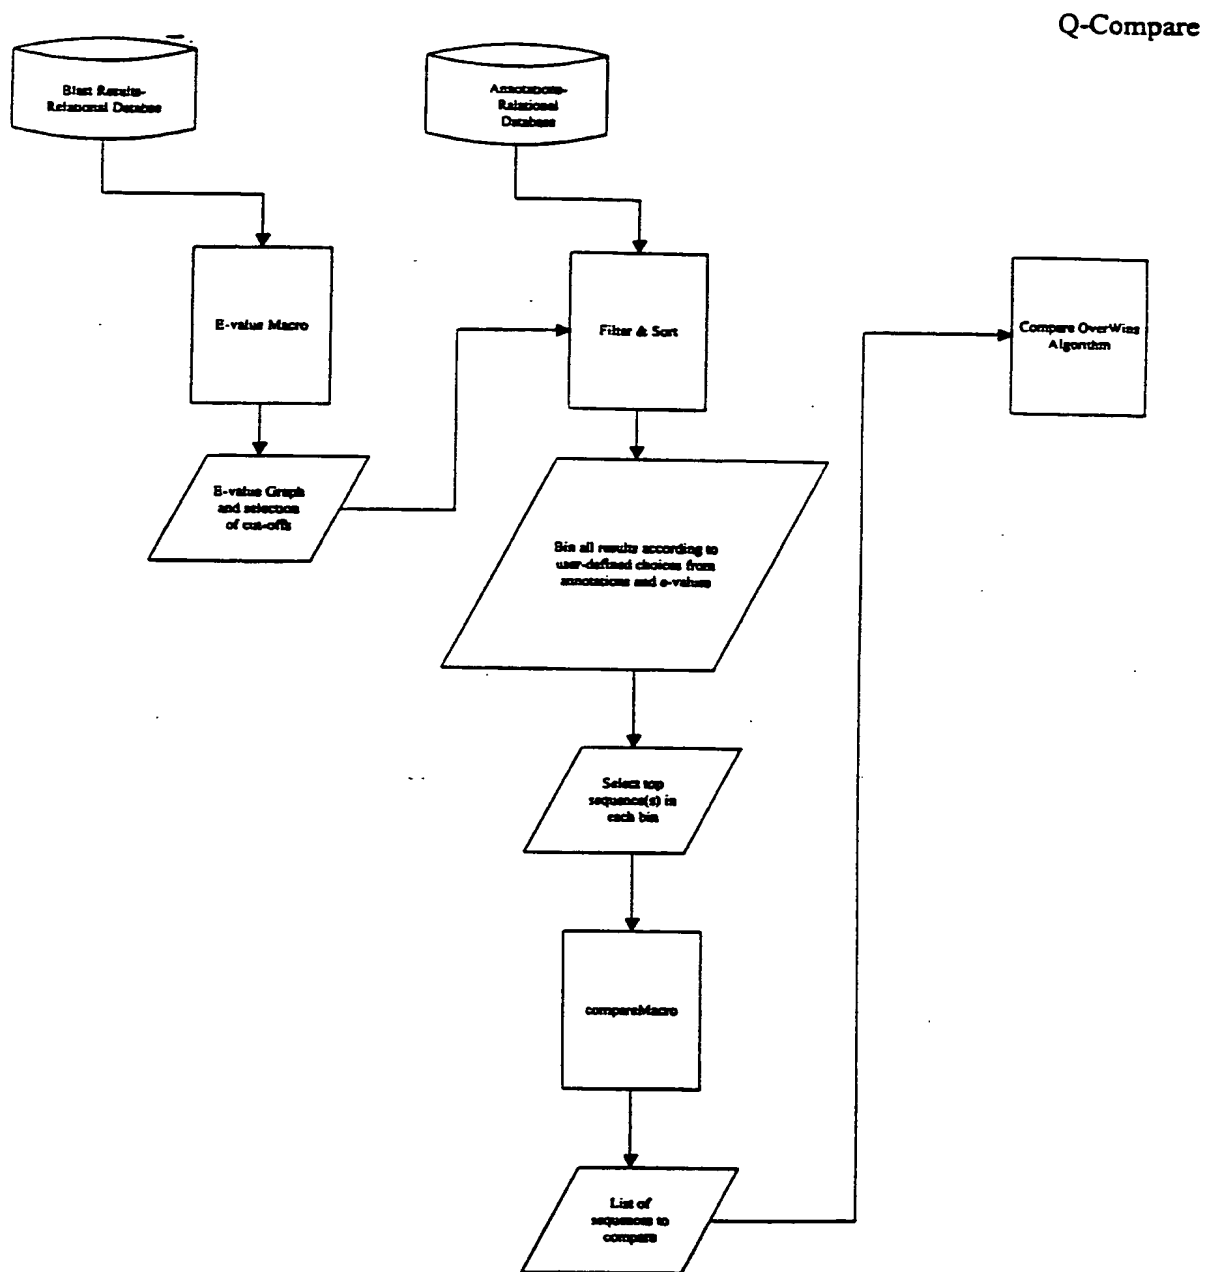 Q-Compare
Blast Results-
Relational Databse
Annotations-
Relational
Database
E-value Macro
Filter & Sort
Compare OverWins
Algorithm
E-value Graph
and selection
of cut-offs
Bin all results according to
user-defined choices from
annotations and e-values
Select top
sequence(s) in
each bin
compareMacro
List of
sequences to
compare